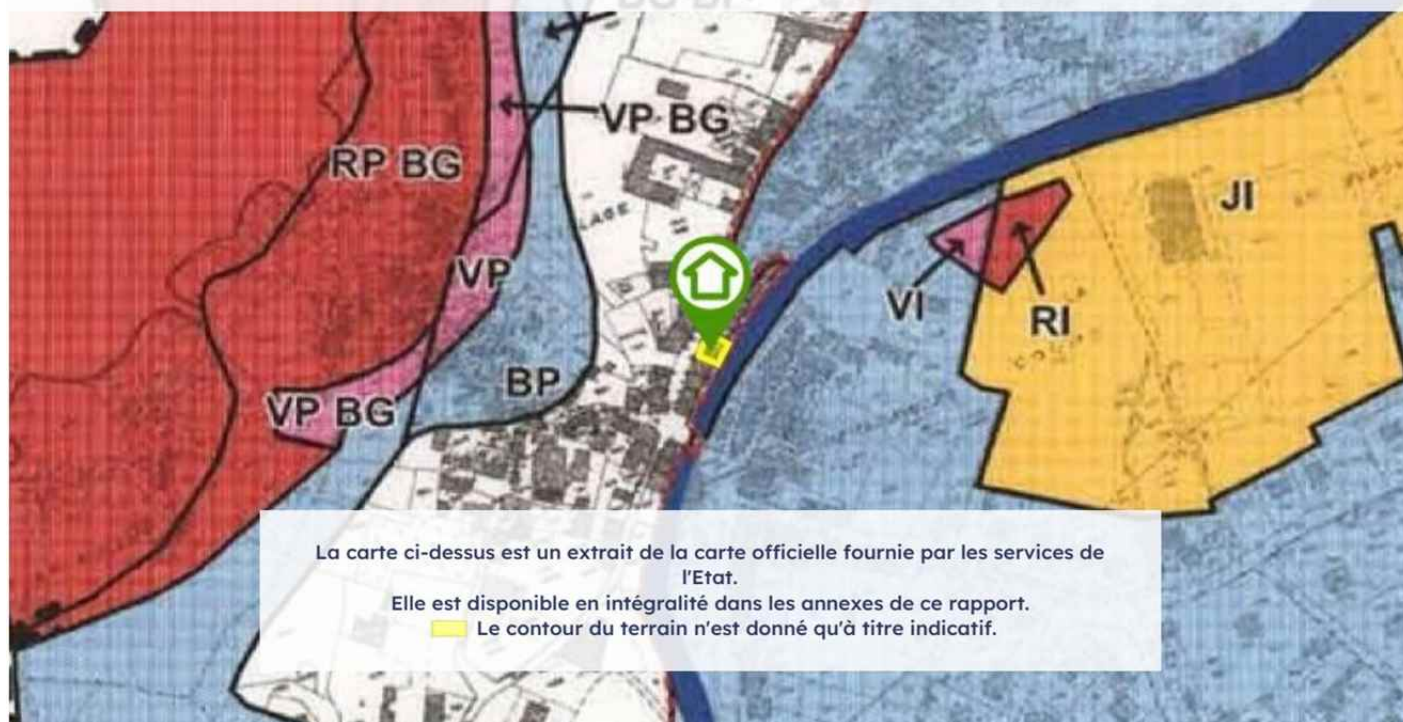 VP BG
RP BG
LAGE
JI
VP
VI
RI
BP
VP BG
La carte ci-dessus est un extrait de la carte officielle fournie par les services de
l'Etat.
Elle est disponible en intégralité dans les annexes de ce rapport.
Le contour du terrain n'est donné qu'à titre indicatif.